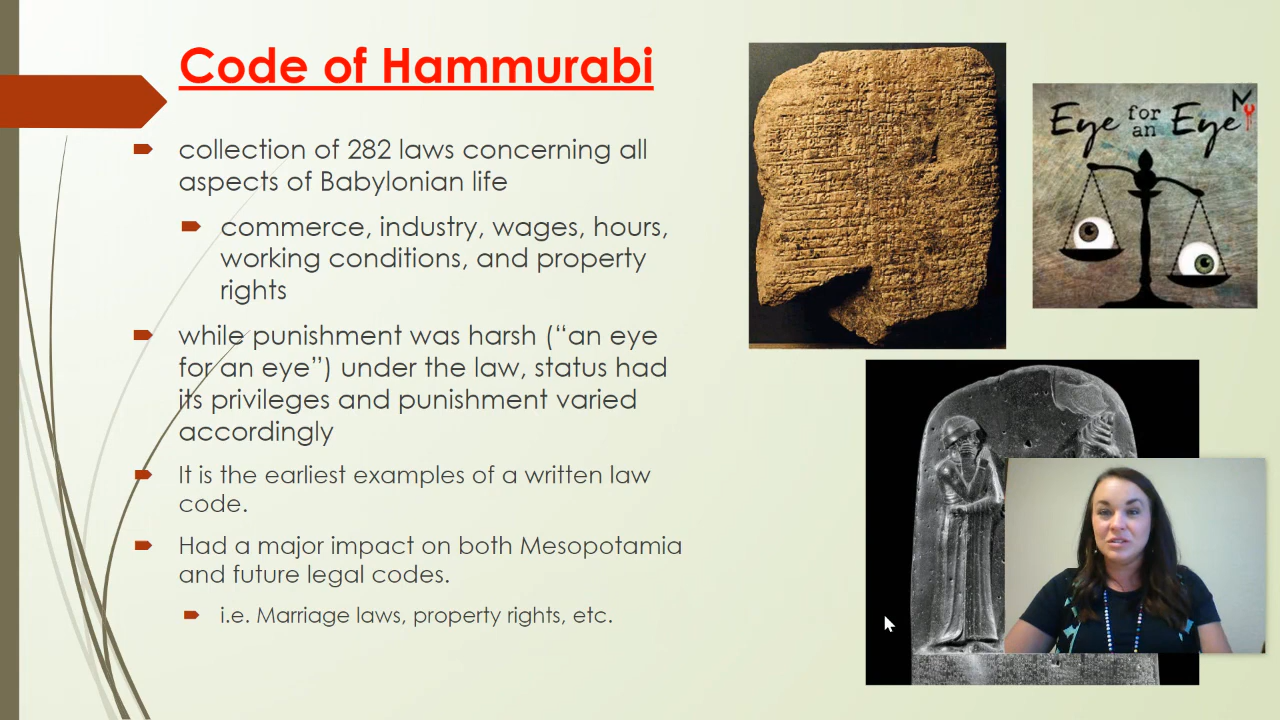 Code of Hammurabi
collection of 282 laws concerning all
aspects of Babylonian life
commerce, industry, wages, hours,
working conditions, and property
rights
while punishment was harsh (“an eye
for an eye”) under the law, status had
its privileges and punishment varied
accordingly
It is the earliest examples of a written law
code.
Had a major impact on both Mesopotamia
and future legal codes.
i.e. Marriage laws, property rights, etc.
Eye for an Eye